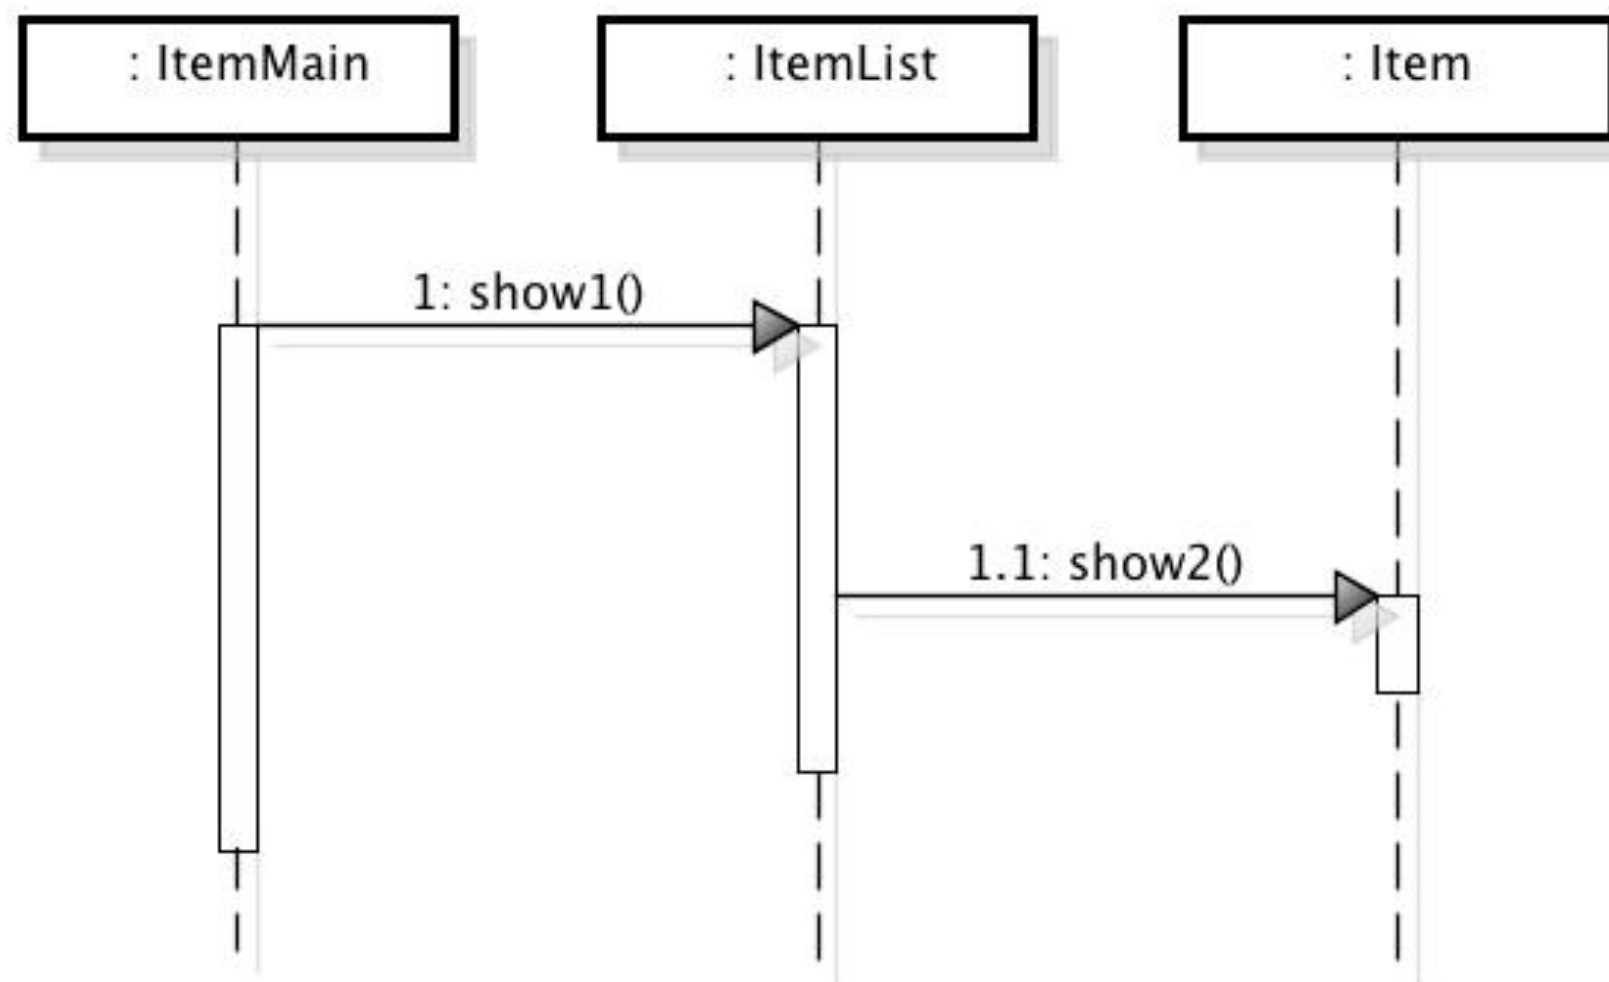 : ItemMain
: ItemList
: Item
1: show1()
1.1: show2()